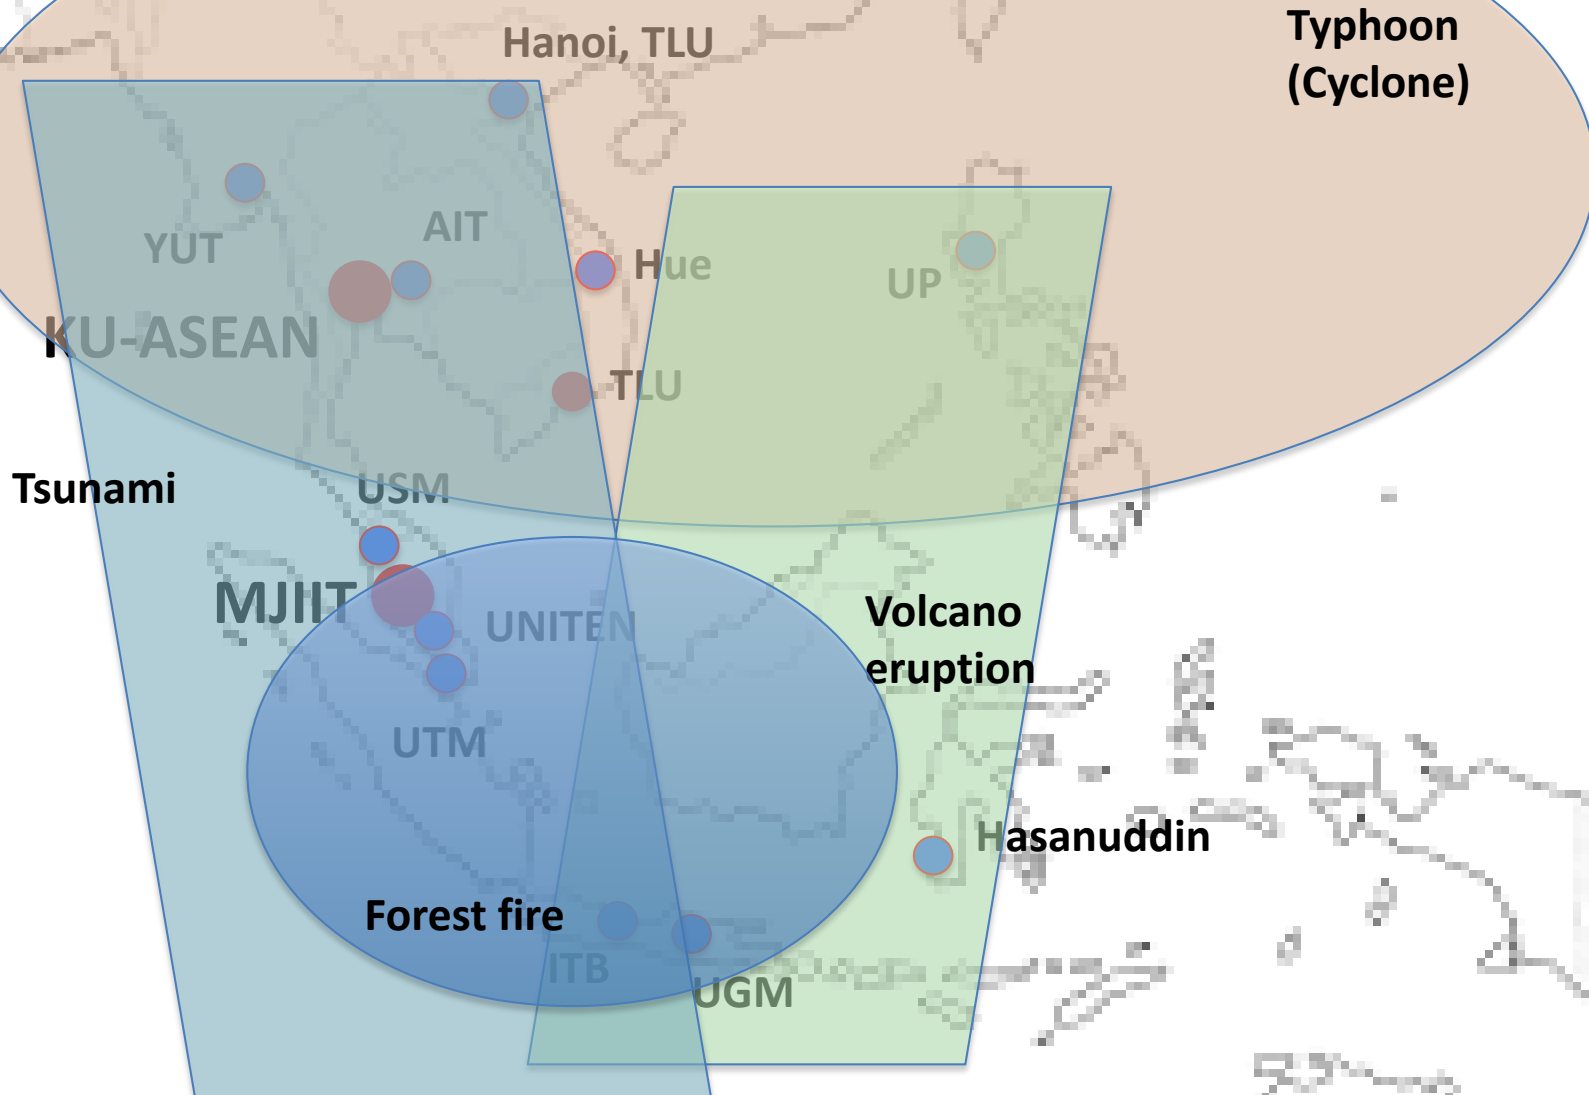 Typhoon
(Cyclone)
Hanoi, TLU
AIT
YUT
Hue
UP
KU-ASEAN
TLU
Tsunami
USM
MJIIT
UNITEN
Volcano
eruption
UTM
Hasanuddin
Forest fire
ITB
UGM